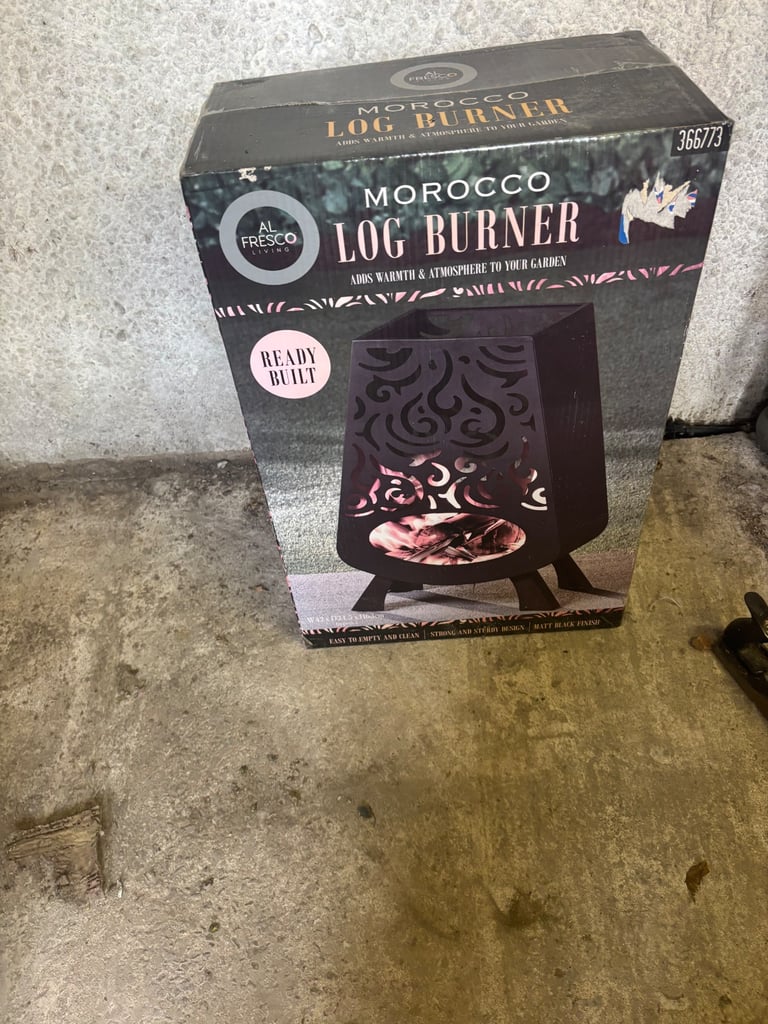 AL
FRESCO
MOROCCO
LOG BURNER
ADDS WARMTH & ATMOSPHERE TO YOUR GARDEN
366773
AL
FRESCO
LIVING
MOROCCO
LOG BURNER
ADDS WARMTH & ATMOSPHERE TO YOUR GARDEN
READY
BUILT
EASY TO EMPTY AND CLEAN | STRONG AND STURDY DESIGN | MATT BLACK FINISH